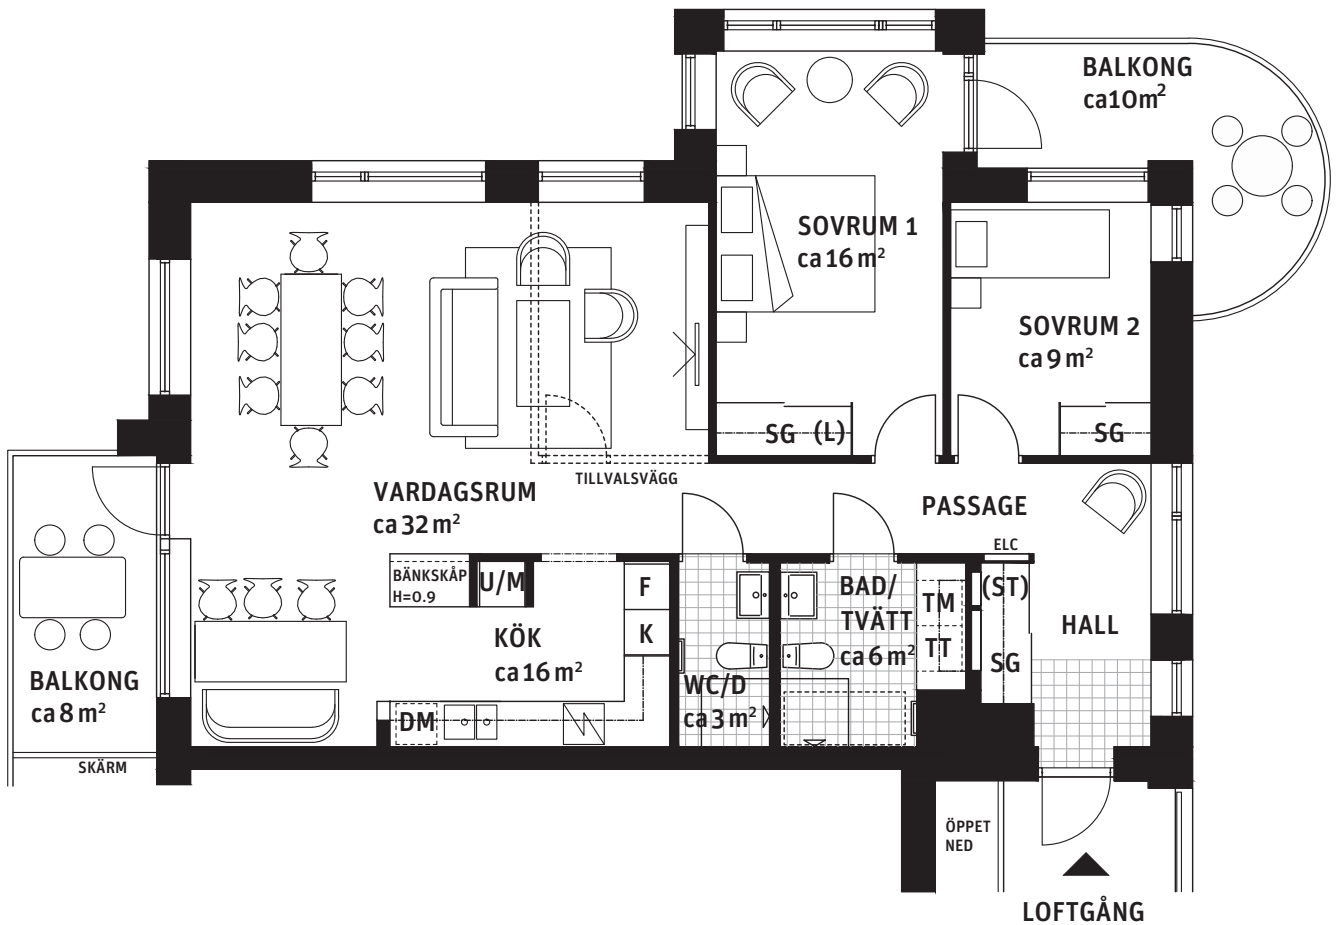 BALKONG
ca10m²
SOVRUM 1
ca 16 m²
SOVRUM 2
ca 9 m²
SG (L)
SG
TILLVALSVÄGG
VARDAGSRUM
ca 32 m²
PASSAGE
ELC
BÄNKSKÅP
H=0.9
U/M
F
K
KÖK
ca 16 m²
DM
WC/D
ca 3 m²
BAD/
TVÄTT
ca 6 m²
TM
TT
(ST)
SG
HALL
BALKONG
ca 8 m²
SKÄRM
ÖPPET
NED
LOFTGÅNG